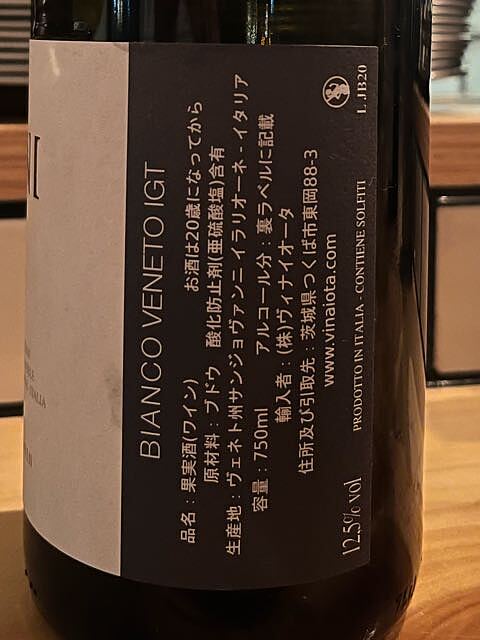 BIANCO VENETO IGT
お酒は20歳になってから
品名：果実酒(ワイン)
原材料：ブドウ 酸化防止剤(亜硫酸塩)含有
生産地：ヴェネト州サンジョヴァンニイラリオーネ-イタリア
容量：750ml アルコール分：裏ラベルに記載
輸入者：(株)ヴィナイオータ
住所及び引取先：茨城県つくば市東岡88-3
www.vinaiota.com
PRODOTTO IN ITALIA - CONTIENE SOLFITI
12.5% vol
L.JB20